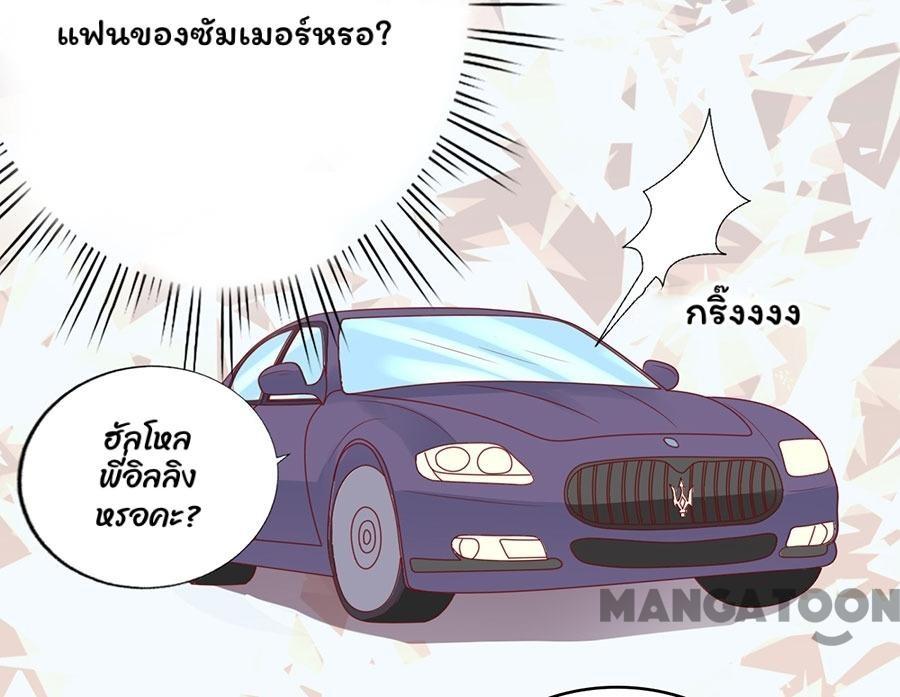 แฟนของซัมเมอร์หรอ?
กริ๊งงงง
ฮัลโหล
พี่อิลลิง
หรอคะ?
MANGATOON